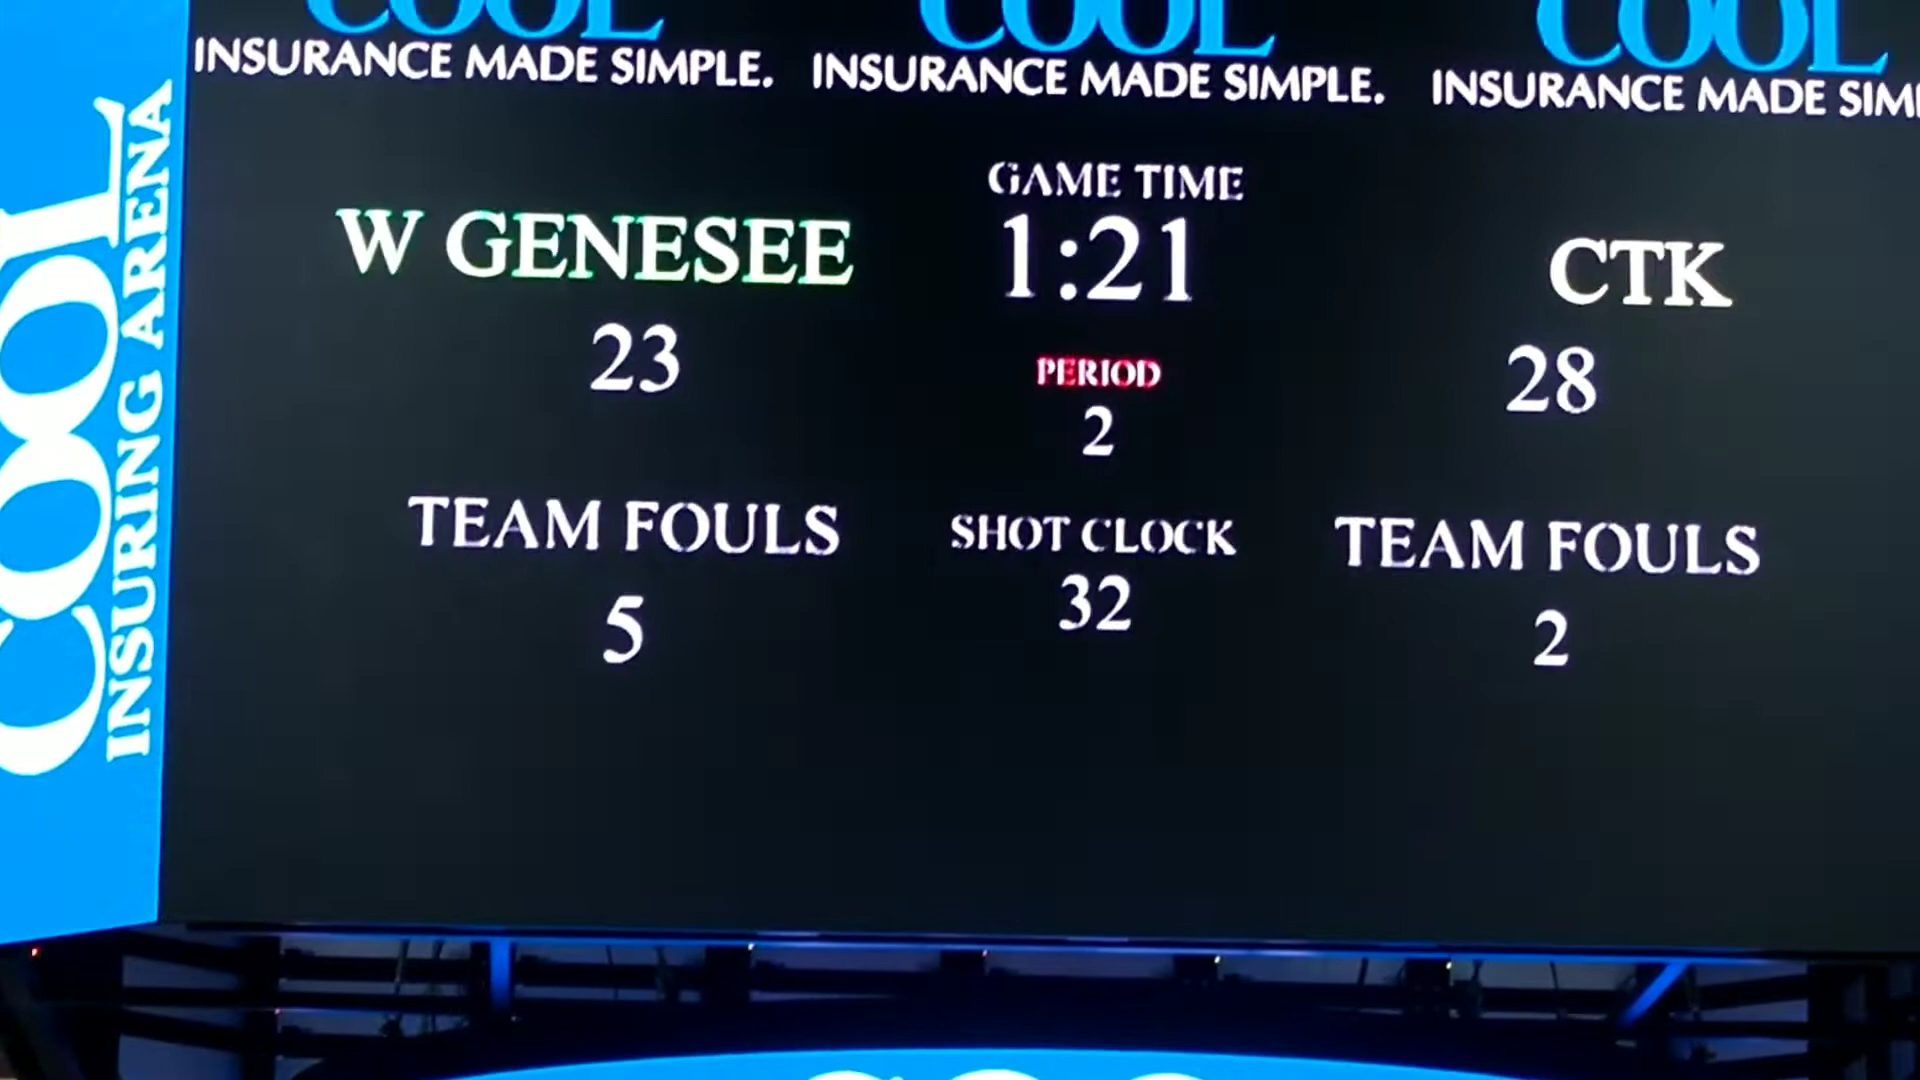 COOL COOL COOL
INSURANCE MADE SIMPLE. INSURANCE MADE SIMPLE. INSURANCE MADE SIM
COOL
INSURING ARENA
GAME TIME
W GENESEE 1:21 CTK
23 28
PERIOD
2
TEAM FOULS SHOT CLOCK TEAM FOULS
5 32 2